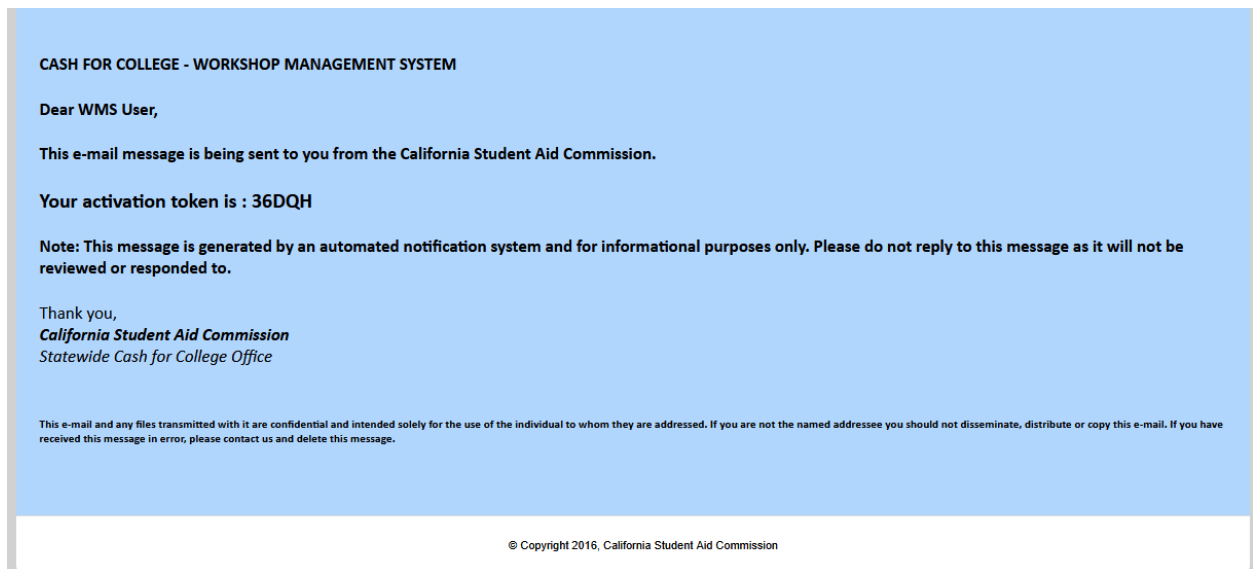 CASH FOR COLLEGE - WORKSHOP MANAGEMENT SYSTEM
Dear WMS User,
This e-mail message is being sent to you from the California Student Aid Commission.
Your activation token is : 36DQH
Note: This message is generated by an automated notification system and for informational purposes only. Please do not reply to this message as it will not be
reviewed or responded to.
Thank you,
California Student Aid Commission
Statewide Cash for College Office
This e-mail and any files transmitted with it are confidential and intended solely for the use of the individual to whom they are addressed. If you are not the named addressee you should not disseminate, distribute or copy this e-mail. If you have
received this message in error, please contact us and delete this message.
© Copyright 2016, California Student Aid Commission